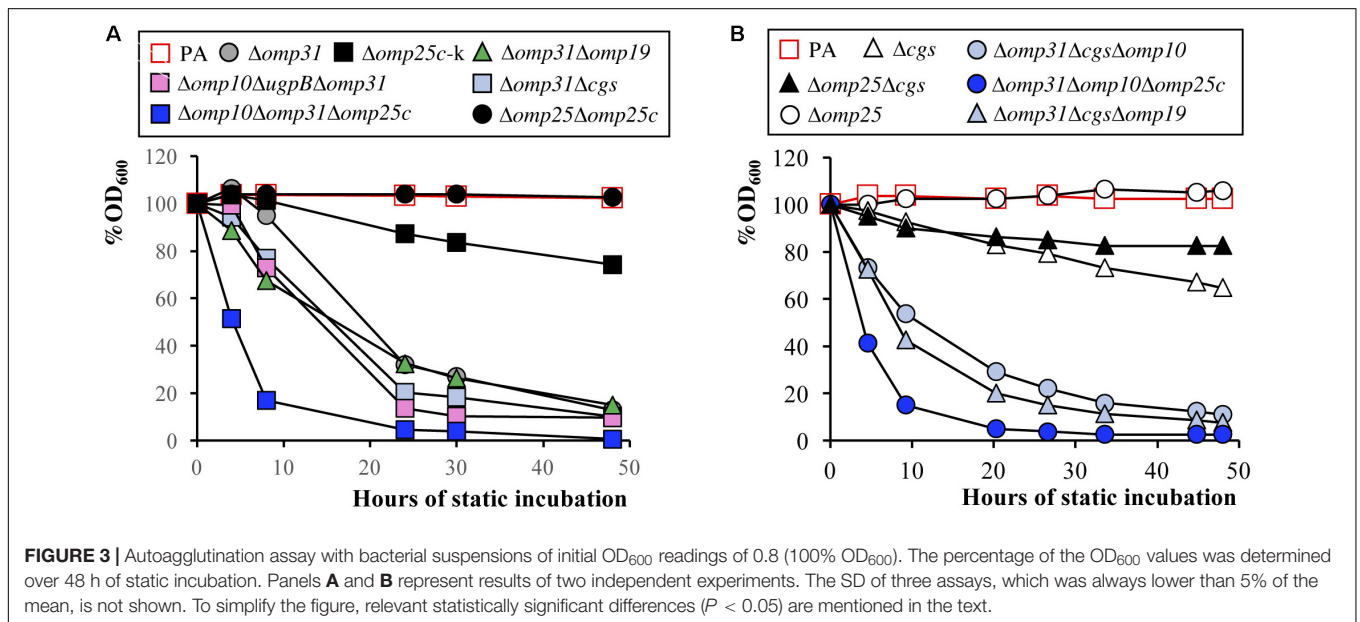 A
PA Δomp31 Δomp25c-k Δomp31Δomp19
Δomp10ΔugpBΔomp31 Δomp31Δcgs
Δomp10Δomp31Δomp25c Δomp25Δomp25c
120
100
80
60
40
20
0
%OD600
0 10 20 30 40 50
Hours of static incubation
B
PA Δcgs Δomp31ΔcgsΔomp10
Δomp25Δcgs Δomp31Δomp10Δomp25c
Δomp25 Δomp31ΔcgsΔomp19
120
100
80
60
40
20
0
%OD600
0 10 20 30 40 50
Hours of static incubation
FIGURE 3 | Autoagglutination assay with bacterial suspensions of initial OD600 readings of 0.8 (100% OD600). The percentage of the OD600 values was determined
over 48 h of static incubation. Panels A and B represent results of two independent experiments. The SD of three assays, which was always lower than 5% of the
mean, is not shown. To simplify the figure, relevant statistically significant differences (P < 0.05) are mentioned in the text.